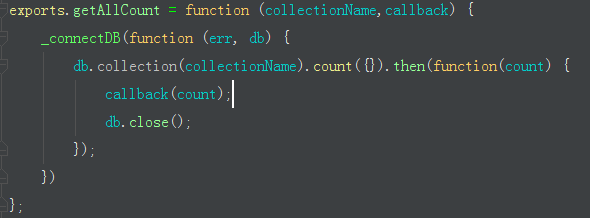 exports.getAllCount = function (collectionName,callback) {
    _connectDB(function (err, db) {
        db.collection(collectionName).count({}).then(function(count) {
            callback(count);
            db.close();
        });
    })
};